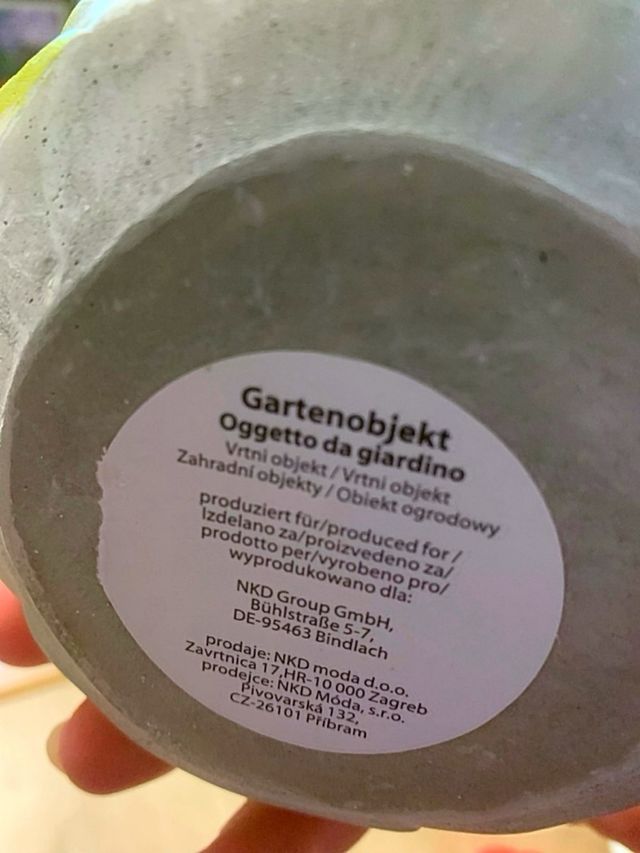 Gartenobjekt
Oggetto da giardino
Vrtni objekt / Vrtni objekt
Zahradní objekty / Obiekt ogrodowy
produziert für/produced for /
Izdelano za/proizvedeno za/
prodotto per/vyrobeno pro/
wyprodukowano dla:
NKD Group GmbH,
Bühlstraße 5-7,
DE-95463 Bindlach
prodaje: NKD moda d.o.o.
Zavrtnica 17,HR-10 000 Zagreb
prodejce: NKD Móda, s.r.o.
Pivovarská 132,
CZ-26101 Příbram